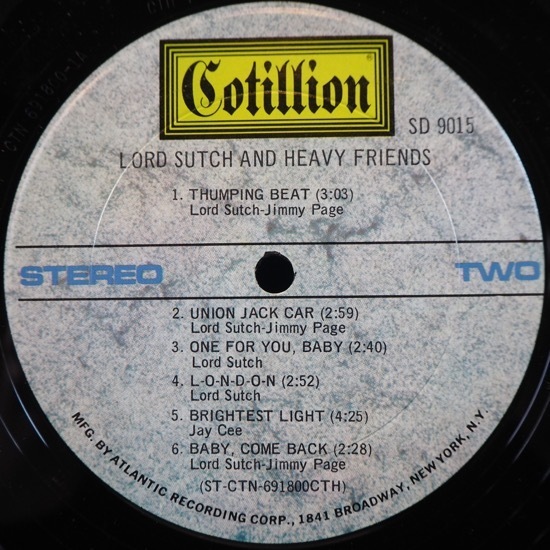 Cotillion
®
SD 9015
LORD SUTCH AND HEAVY FRIENDS
1. THUMPING BEAT (3:03)
Lord Sutch-Jimmy Page
STEREO TWO
2. UNION JACK CAR (2:59)
Lord Sutch-Jimmy Page
3. ONE FOR YOU, BABY (2:40)
Lord Sutch
4. L-O-N-D-O-N (2:52)
Lord Sutch
5. BRIGHTEST LIGHT (4:25)
Jay Cee
6. BABY, COME BACK (2:28)
Lord Sutch-Jimmy Page
(ST-CTN-691800CTH)
MFG. BY ATLANTIC RECORDING CORP., 1841 BROADWAY, NEW YORK, N.Y.